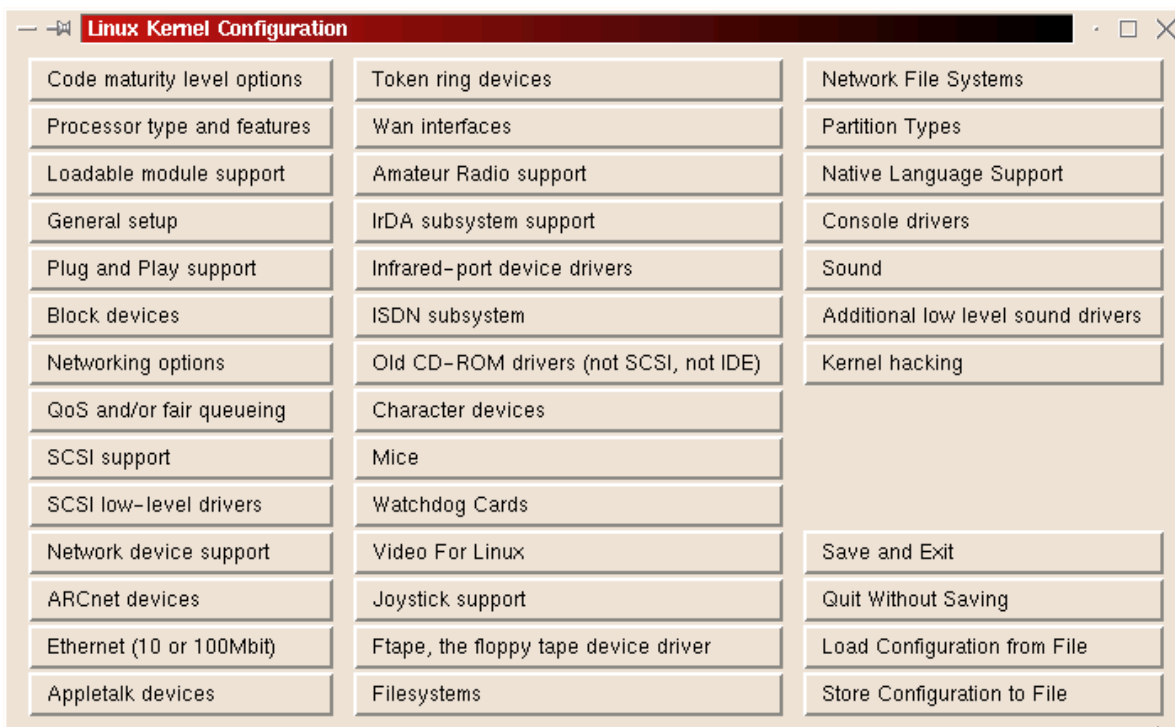 Linux Kernel Configuration
Code maturity level options
Processor type and features
Loadable module support
General setup
Plug and Play support
Block devices
Networking options
QoS and/or fair queueing
SCSI support
SCSI low-level drivers
Network device support
ARCnet devices
Ethernet (10 or 100Mbit)
Appletalk devices
Token ring devices
Wan interfaces
Amateur Radio support
IrDA subsystem support
Infrared-port device drivers
ISDN subsystem
Old CD-ROM drivers (not SCSI, not IDE)
Character devices
Mice
Watchdog Cards
Video For Linux
Joystick support
Ftape, the floppy tape device driver
Filesystems
Network File Systems
Partition Types
Native Language Support
Console drivers
Sound
Additional low level sound drivers
Kernel hacking
Save and Exit
Quit Without Saving
Load Configuration from File
Store Configuration to File